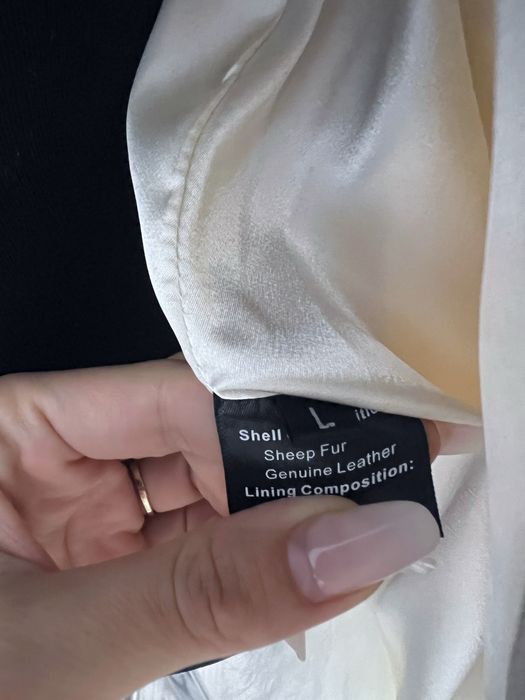 L
Shell
Sheep Fur
Genuine Leather
Lining Composition: